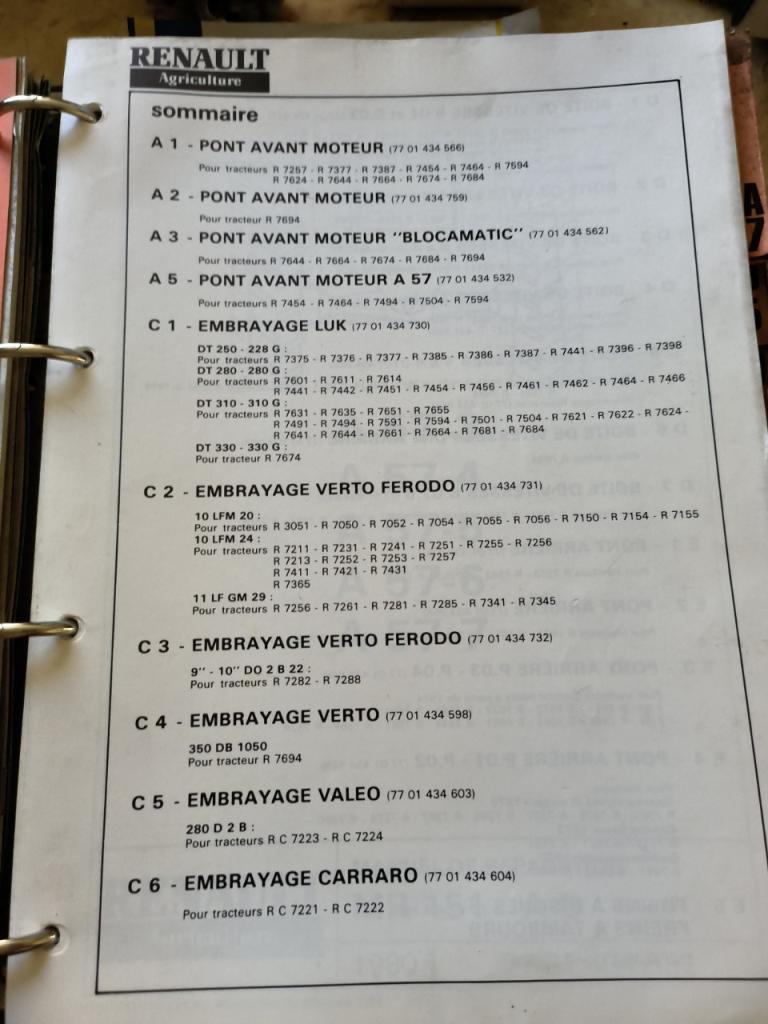 RENAULT
Agriculture
sommaire
A 1 - PONT AVANT MOTEUR (77 01 434 566)
Pour tracteurs R 7257 - R 7377 - R 7387 - R 7454 - R 7464 - R 7594
R 7624 - R 7644 - R 7664 - R 7674 - R 7684
A 2 - PONT AVANT MOTEUR (77 01 434 759)
Pour tracteur R 7694
A 3 - PONT AVANT MOTEUR "BLOCAMATIC" (77 01 434 562)
Pour tracteurs R 7644 - R 7664 - R 7674 - R 7684 - R 7694
A 5 - PONT AVANT MOTEUR A 57 (77 01 434 532)
Pour tracteurs R 7454 - R 7464 - R 7494 - R 7504 - R 7594
C 1 - EMBRAYAGE LUK (77 01 434 730)
DT 250 - 228 G :
Pour tracteurs R 7375 - R 7376 - R 7377 - R 7385 - R 7386 - R 7387 - R 7441 - R 7396 - R 7398
DT 280 - 280 G :
Pour tracteurs R 7601 - R 7611 - R 7614
R 7441 - R 7442 - R 7451 - R 7454 - R 7456 - R 7461 - R 7462 - R 7464 - R 7466
DT 310 - 310 G :
Pour tracteurs R 7631 - R 7635 - R 7651 - R 7655
R 7491 - R 7494 - R 7591 - R 7594 - R 7501 - R 7504 - R 7621 - R 7622 - R 7624 -
R 7641 - R 7644 - R 7661 - R 7664 - R 7681 - R 7684
DT 330 - 330 G :
Pour tracteur R 7674
C 2 - EMBRAYAGE VERTO FERODO (77 01 434 731)
10 LFM 20 :
Pour tracteurs R 3051 - R 7050 - R 7052 - R 7054 - R 7055 - R 7056 - R 7150 - R 7154 - R 7155
10 LFM 24 :
Pour tracteurs R 7211 - R 7231 - R 7241 - R 7251 - R 7255 - R 7256
R 7213 - R 7252 - R 7253 - R 7257
R 7411 - R 7421 - R 7431
R 7365
11 LF GM 29 :
Pour tracteurs R 7256 - R 7261 - R 7281 - R 7285 - R 7341 - R 7345
C 3 - EMBRAYAGE VERTO FERODO (77 01 434 732)
9" - 10" DO 2 B 22 :
Pour tracteurs R 7282 - R 7288
C 4 - EMBRAYAGE VERTO (77 01 434 598)
350 DB 1050
Pour tracteur R 7694
C 5 - EMBRAYAGE VALEO (77 01 434 603)
280 D 2 B :
Pour tracteurs R C 7223 - R C 7224
C 6 - EMBRAYAGE CARRARO (77 01 434 604)
Pour tracteurs R C 7221 - R C 7222